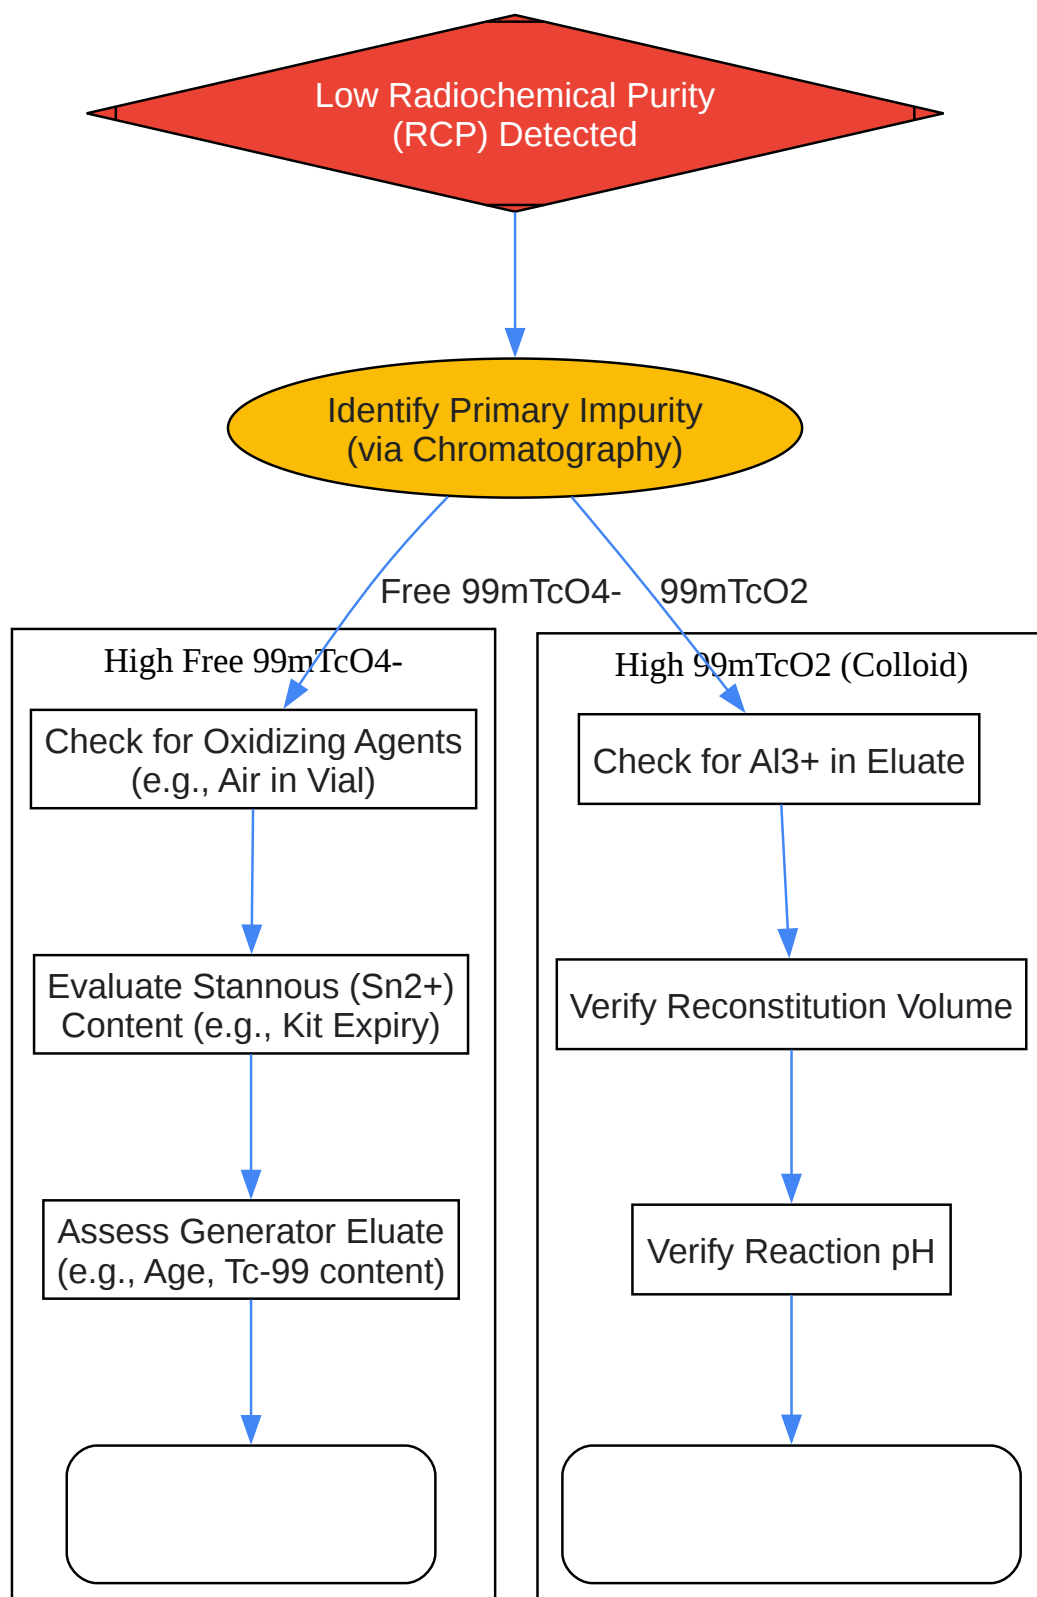 Low Radiochemical Purity
(RCP) Detected
Identify Primary Impurity
(via Chromatography)
Free 99mTcO4-
99mTcO2
High Free 99mTcO4-
Check for Oxidizing Agents
(e.g., Air in Vial)
Evaluate Stannous (Sn2+)
Content (e.g., Kit Expiry)
Assess Generator Eluate
(e.g., Age, Tc-99 content)
High 99mTcO2 (Colloid)
Check for Al3+ in Eluate
Verify Reconstitution Volume
Verify Reaction pH